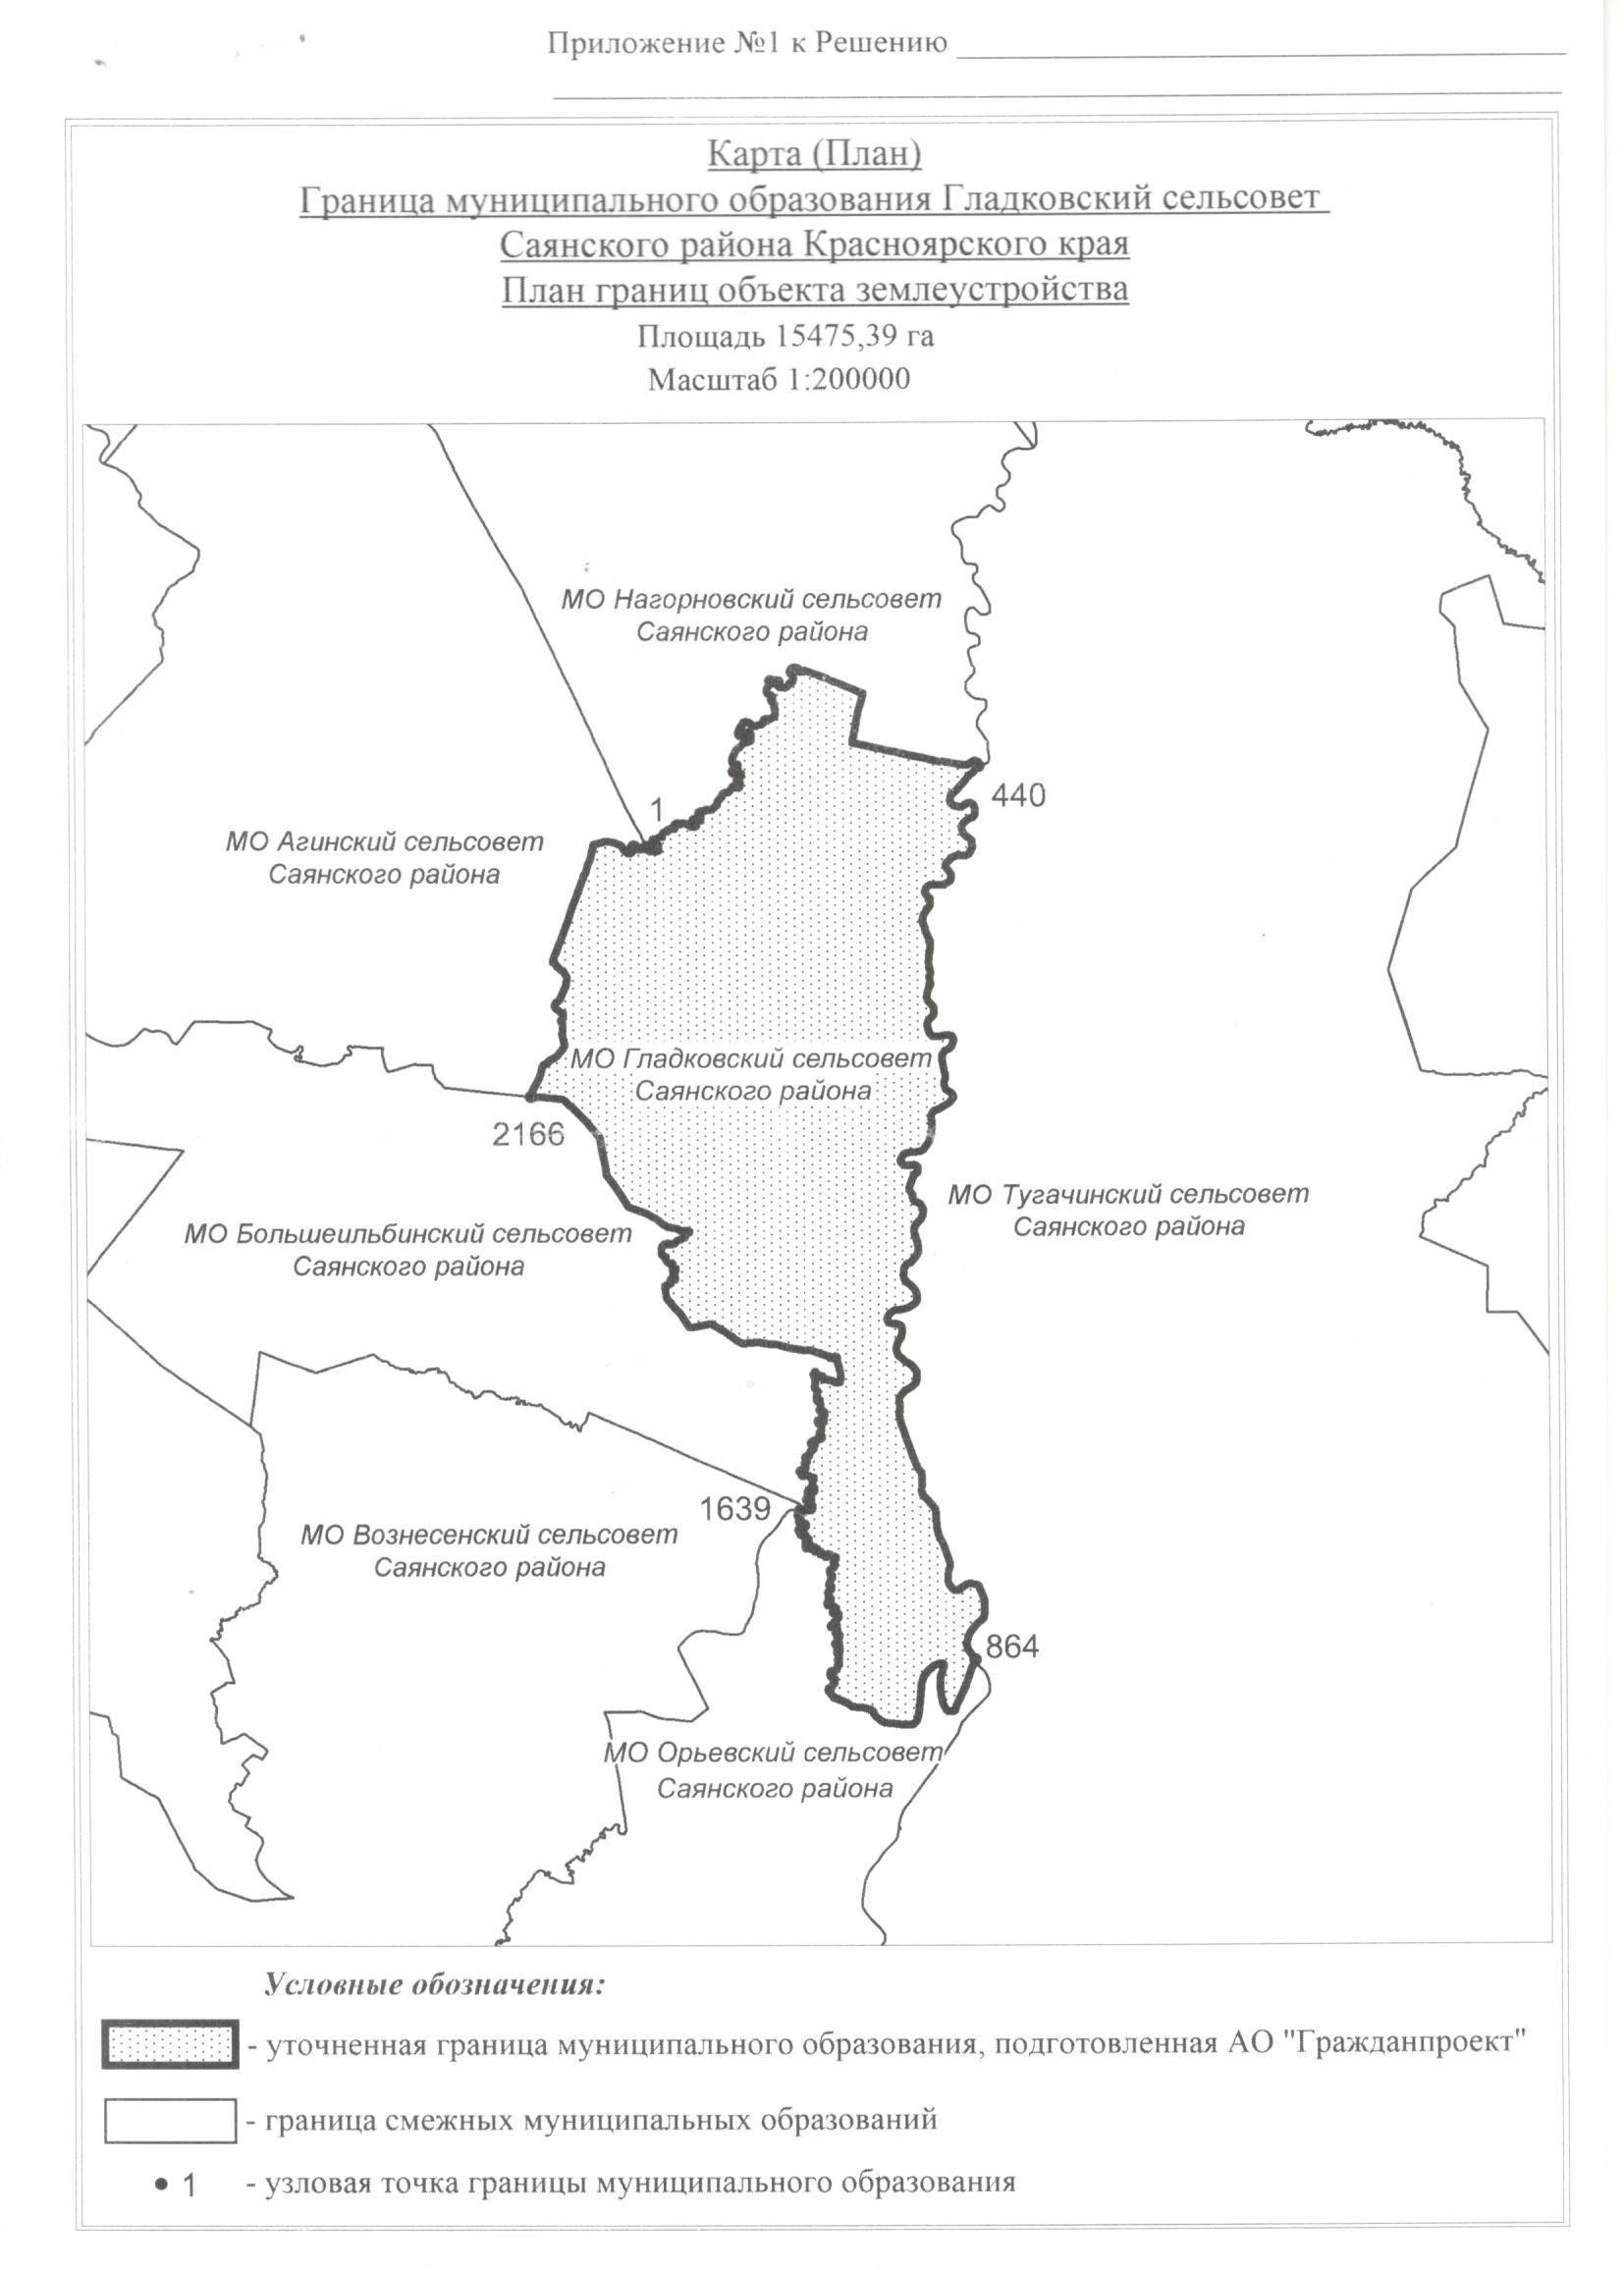 Приложение №1 к Решению
Карта (План)
Граница муниципального образования Гладковский сельсовет
Саянского района Красноярского края
План границ объекта землеустройства
Площадь 15475,39 га
Масштаб 1:200000
МО Нагорновский сельсовет
Саянского района
440
1
МО Агинский сельсовет
Саянского района
МО Гладковский сельсовет
Саянского района
2166
МО Тугачинский сельсовет
Саянского района
МО Большеильбинский сельсовет
Саянского района
1639
МО Вознесенский сельсовет
Саянского района
864
МО Орьевский сельсовет
Саянского района
Условные обозначения:
- уточненная граница муниципального образования, подготовленная АО "Гражданпроект"
- граница смежных муниципальных образований
1 - узловая точка границы муниципального образования